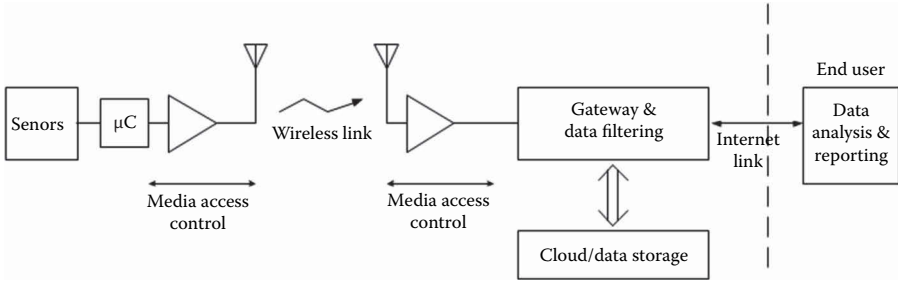 Senors
μC
Media access
control
Wireless link
Media access
control
Gateway &
data filtering
Cloud/data storage
Internet
link
End user
Data
analysis &
reporting